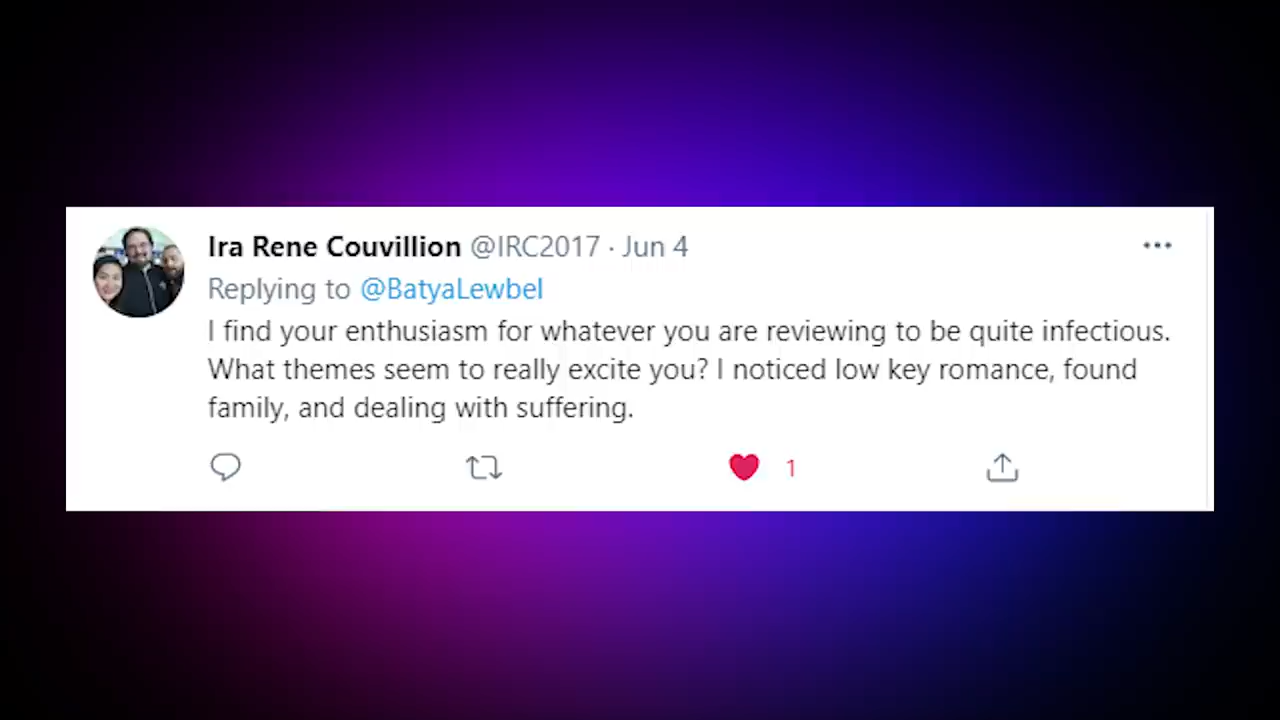 Ira Rene Couvillion @IRC2017 · Jun 4
Replying to @BatyaLewbel
I find your enthusiasm for whatever you are reviewing to be quite infectious.
What themes seem to really excite you? I noticed low key romance, found
family, and dealing with suffering.
1